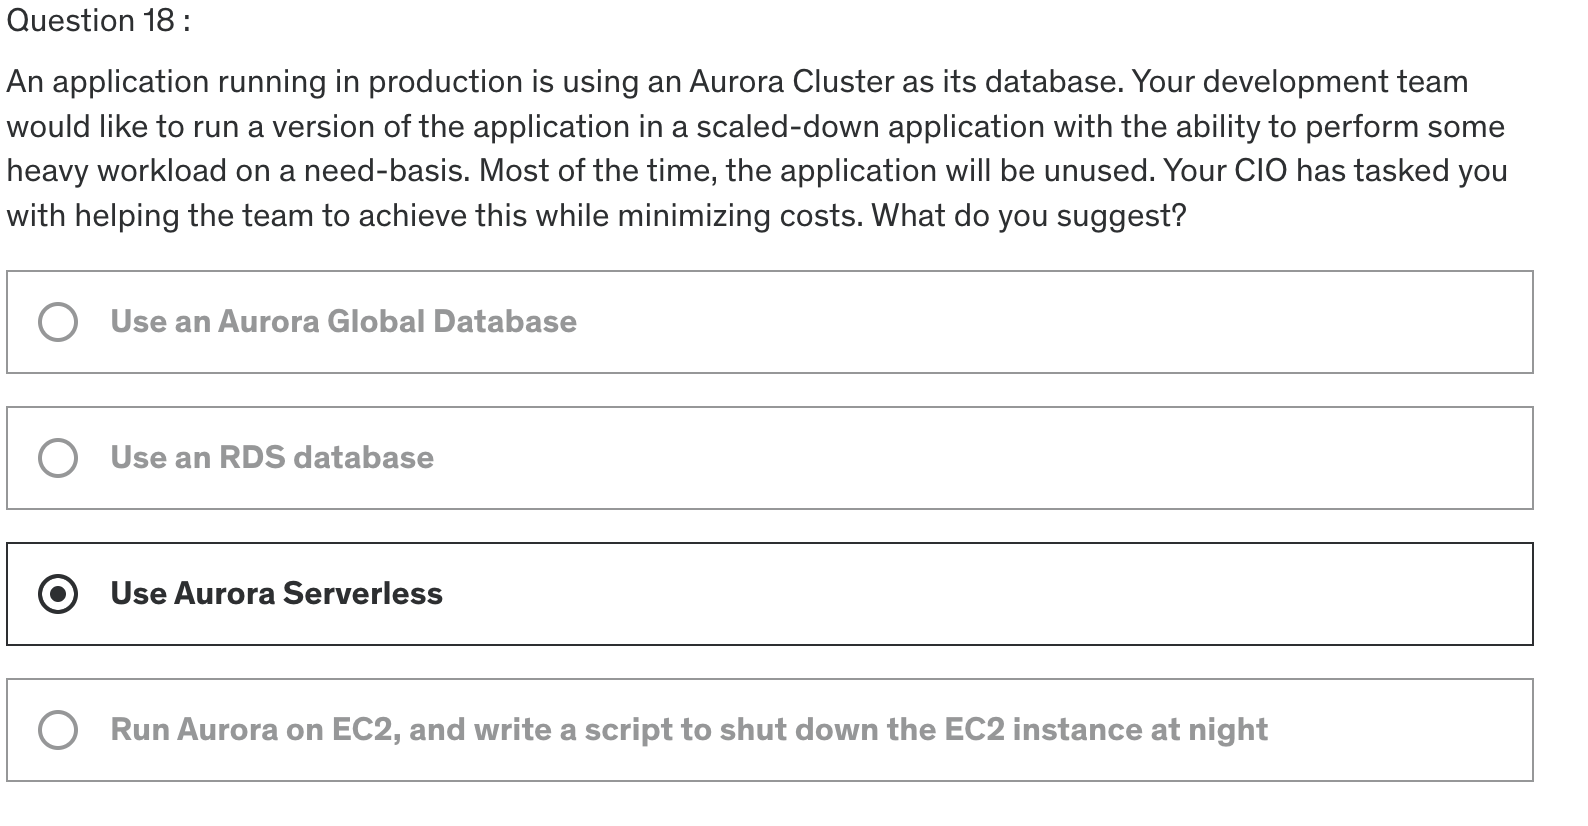 Question 18 :
An application running in production is using an Aurora Cluster as its database. Your development team
would like to run a version of the application in a scaled-down application with the ability to perform some
heavy workload on a need-basis. Most of the time, the application will be unused. Your CIO has tasked you
with helping the team to achieve this while minimizing costs. What do you suggest?
Use an Aurora Global Database
Use an RDS database
Use Aurora Serverless
Run Aurora on EC2, and write a script to shut down the EC2 instance at night